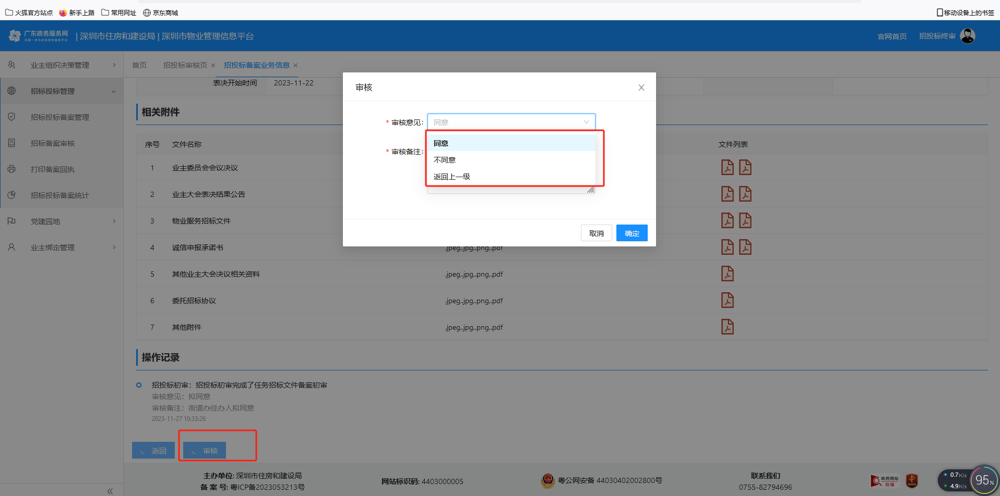 火狐官方站点 新手上路 常用网址 京东商城 移动设备上的书签
广东政务服务网
全国一体化在线政务服务平台
| 深圳市住房和建设局 | 深圳市物业管理信息平台 官网首页 招投标终审
业主组织决策管理
招标投标管理
招标投标备案管理
招标备案审核
打印备案回执
招标投标备案统计
党建园地
业主绑定管理
首页 招投标审核页 × 招投标备案业务信息 ×
表决开始时间 2023-11-22
相关附件
序号 文件名称 文件列表
1 业主委员会会议决议
2 业主大会表决结果公告
3 物业服务招标文件
4 诚信申报承诺书 .jpeg,.jpg,.png,.pdf
5 其他业主大会决议相关资料 .jpeg,.jpg,.png,.pdf
6 委托招标协议 .jpeg,.jpg,.png,.pdf
7 其他附件 .jpeg,.jpg,.png,.pdf
审核
* 审核意见: 同意
同意
不同意
返回上一级
* 审核备注:
取消 确定
操作记录
招投标初审：招投标初审完成了任务招标文件备案初审
审核意见：拟同意
审核备注：街道办经办人拟同意
2023-11-27 10:33:26
返回 审核
主办单位: 深圳市住房和建设局
备 案 号: 粤ICP备2023053213号
网站标识码: 4403000005
粤公网安备 44030402002800号
联系我们
0755-82794696
政府网站
找错
0.7K/s
4.9K/s
95%